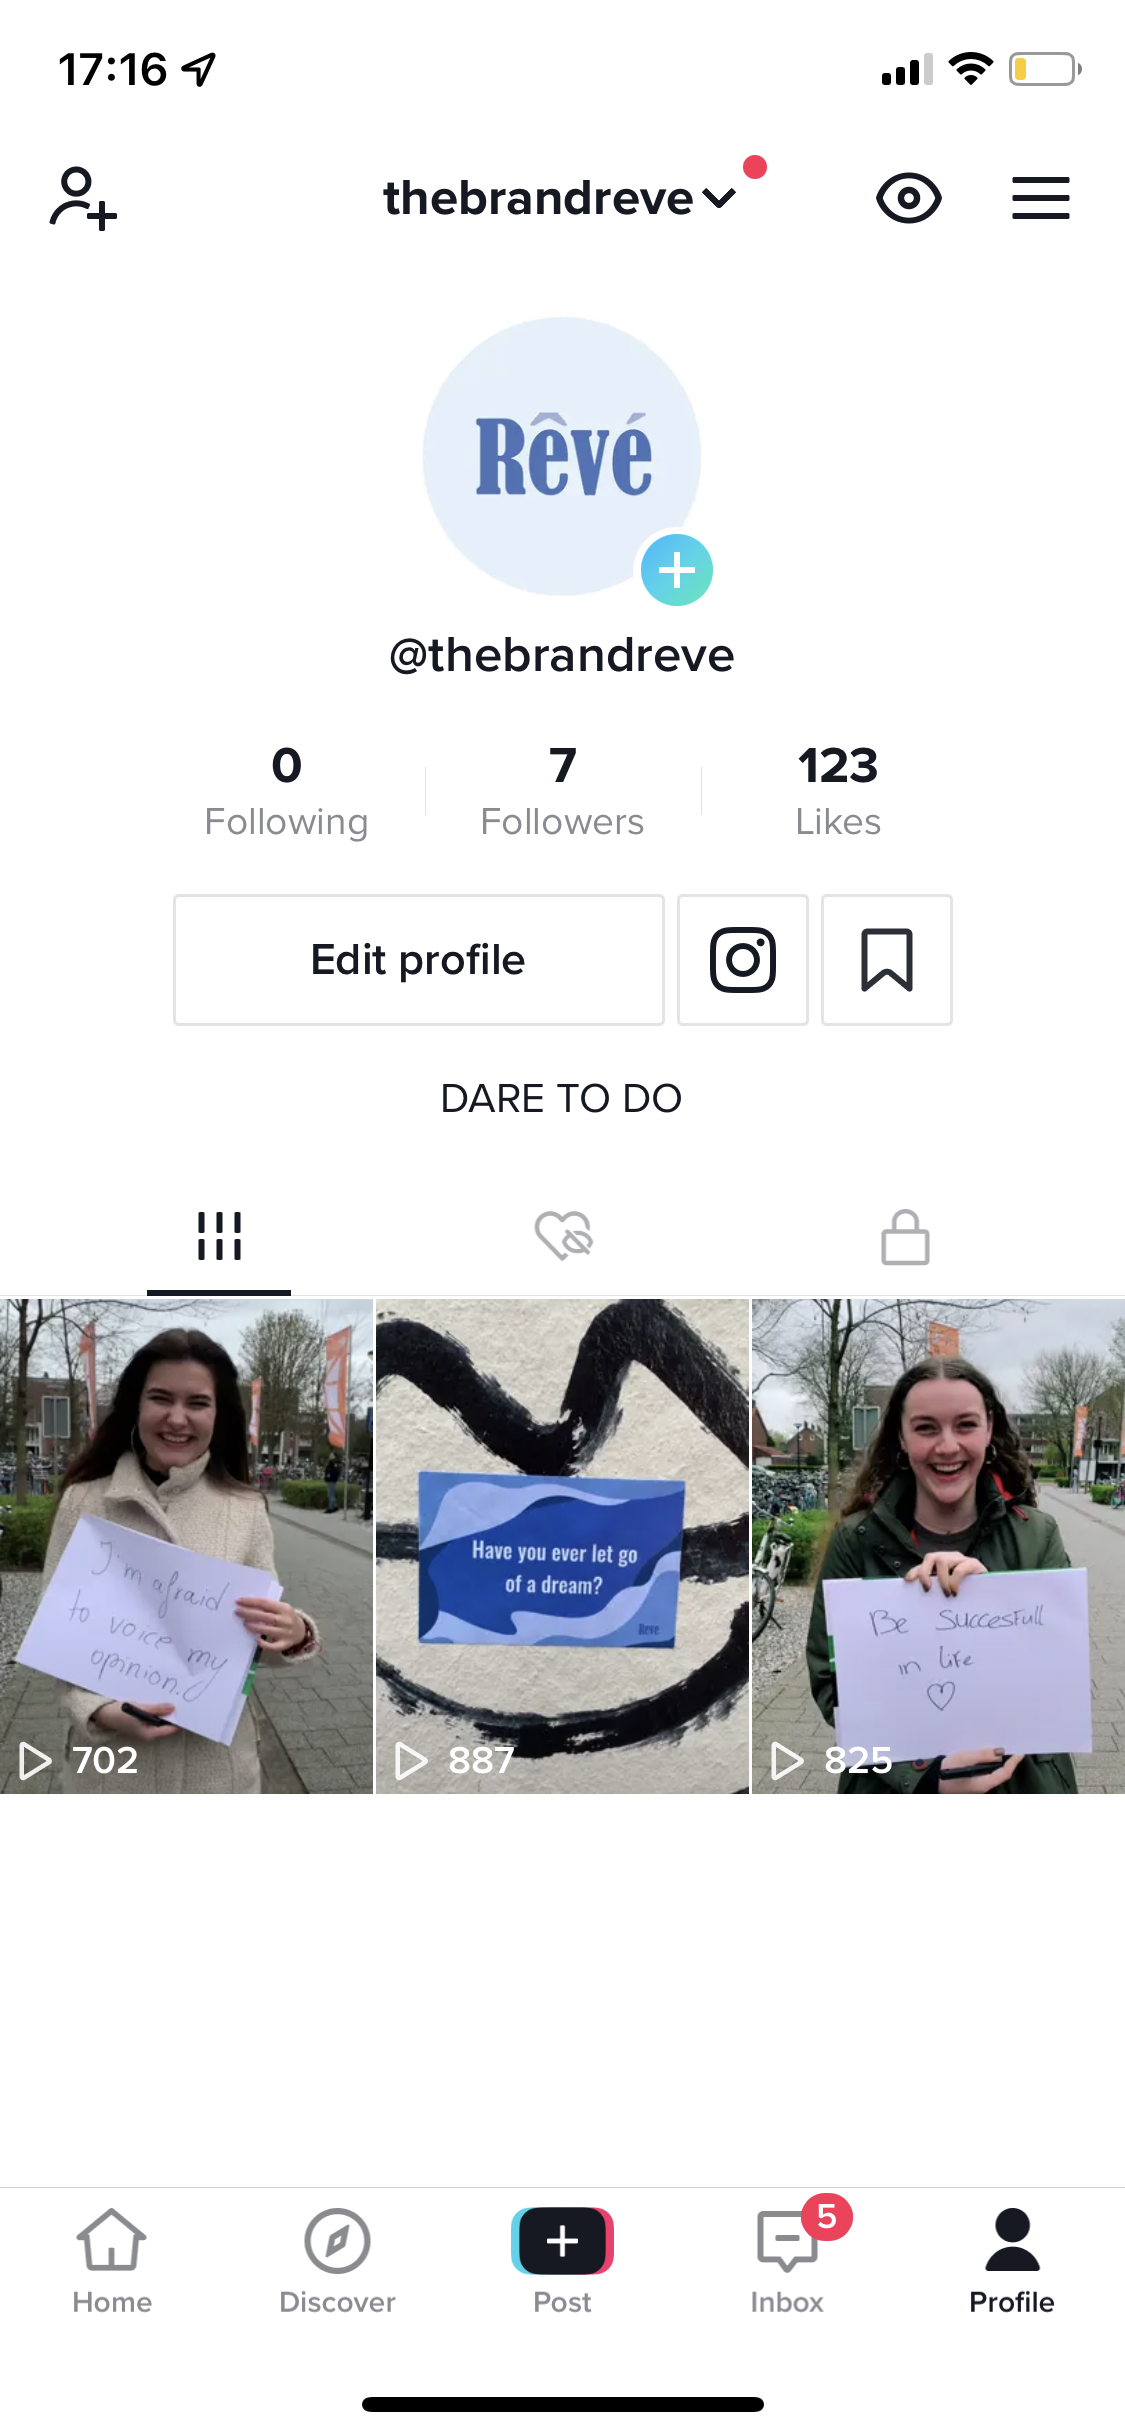 17:16
thebrandreve
Rêvé
@thebrandreve
0 7 123
Following Followers Likes
Edit profile
DARE TO DO
I'm afraid
to voice my
opinion.
702
Have you ever let go
of a dream?
Reve
887
Be Succesfull
in life
825
5
Home Discover Post Inbox Profile